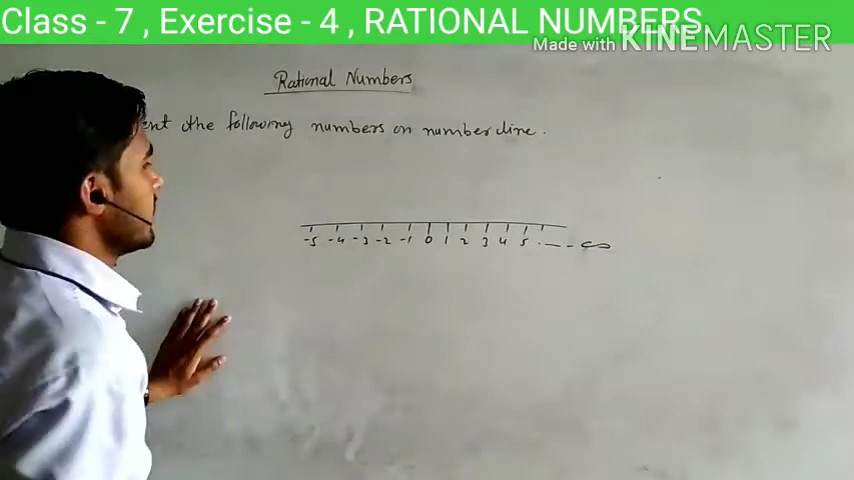 Class - 7 , Exercise - 4 , RATIONAL NUMBERS
Made with KINEMASTER
Rational Numbers
ent the following numbers on number line .
-5 -4 -3 -2 -1 0 1 2 3 4 5 . — - ∞